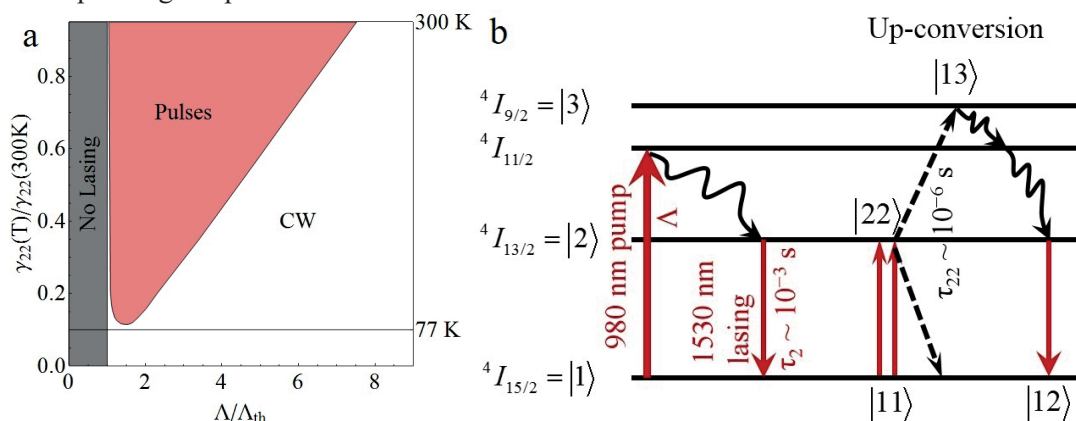 a
300 K
No Lasing
Pulses
CW
77 K
0.8
0.6
0.4
0.2
0.0
γ₂₂(T)/γ₂₂(300K)
0
2
4
6
8
Λ/Λₜₕ
b
Up-conversion
|13⟩
⁴I₉/₂ = |3⟩
⁴I₁₁/₂
|22⟩
⁴I₁₃/₂ = |2⟩
980 nm pump
Λ
1530 nm
lasing
τ₂ ~ 10⁻³ s
τ₂₂ ~ 10⁻⁶ s
⁴I₁₅/₂ = |1⟩
|11⟩
|12⟩